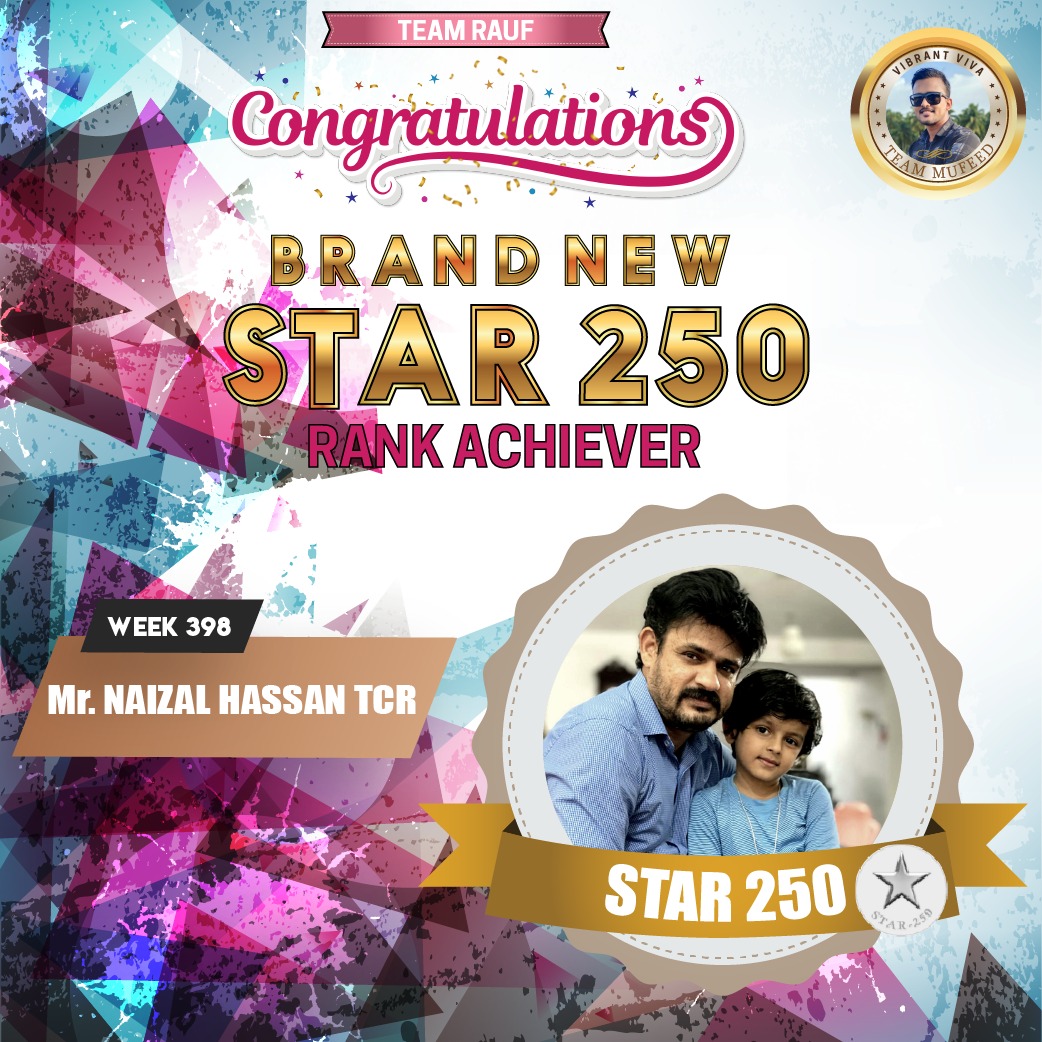 TEAM RAUF
VIBRANT VIVA
TEAM MUFEED
Congratulations
BRAND NEW
STAR 250
RANK ACHIEVER
WEEK 398
Mr. NAIZAL HASSAN TCR
STAR 250
STAR-250